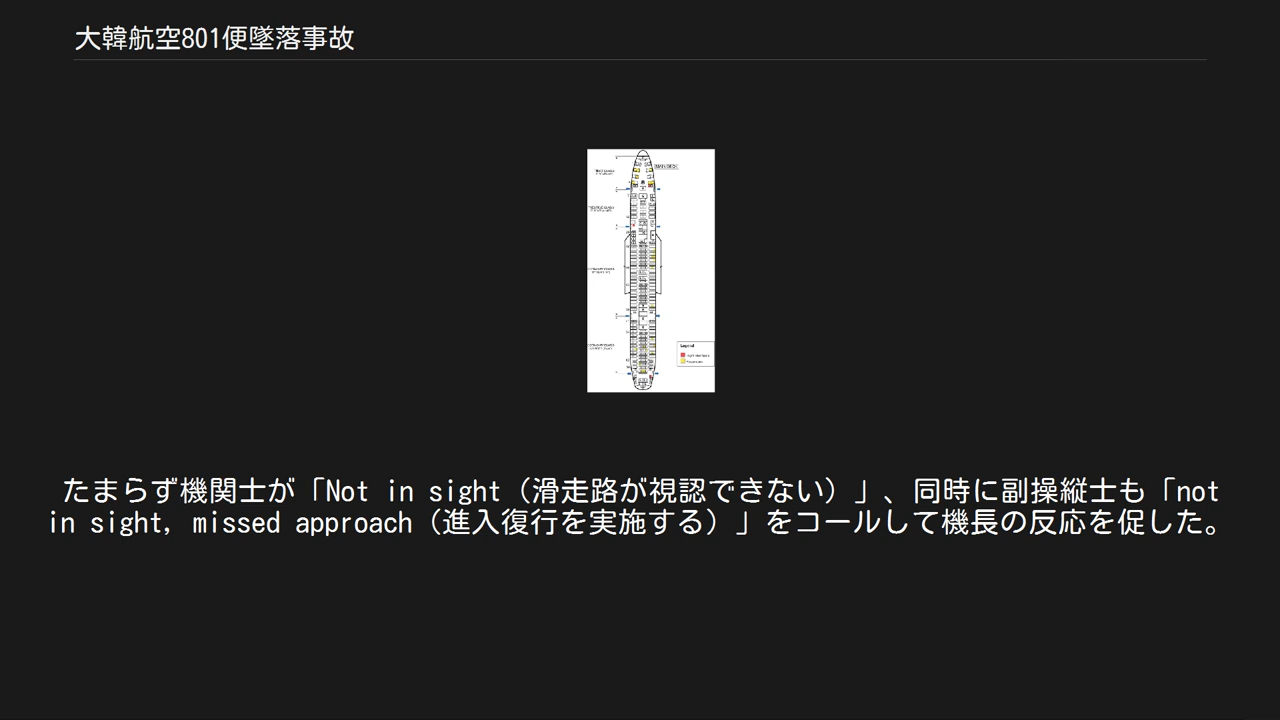 大韓航空801便墜落事故
MAIN DECK
Legend
たまらず機関士が「Not in sight（滑走路が視認できない）」、同時に副操縦士も「not
in sight, missed approach（進入復行を実施する）」をコールして機長の反応を促した。